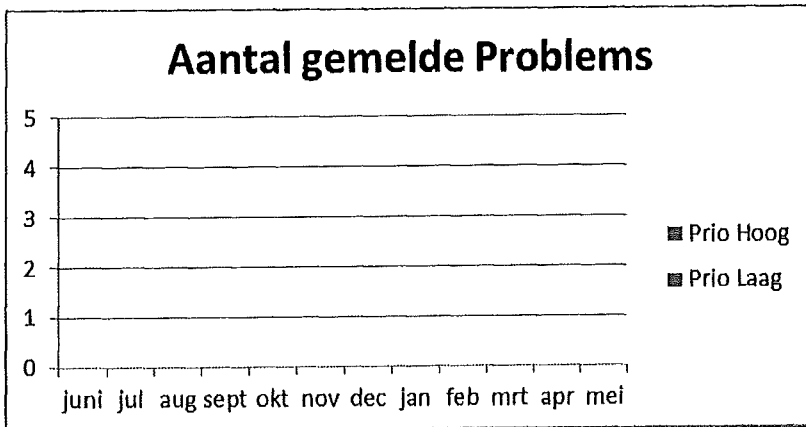 Aantal gemelde Problems
5
4
3
2
1
0
Prio Hoog
Prio Laag
juni jul aug sept okt nov dec jan feb mrt apr mei